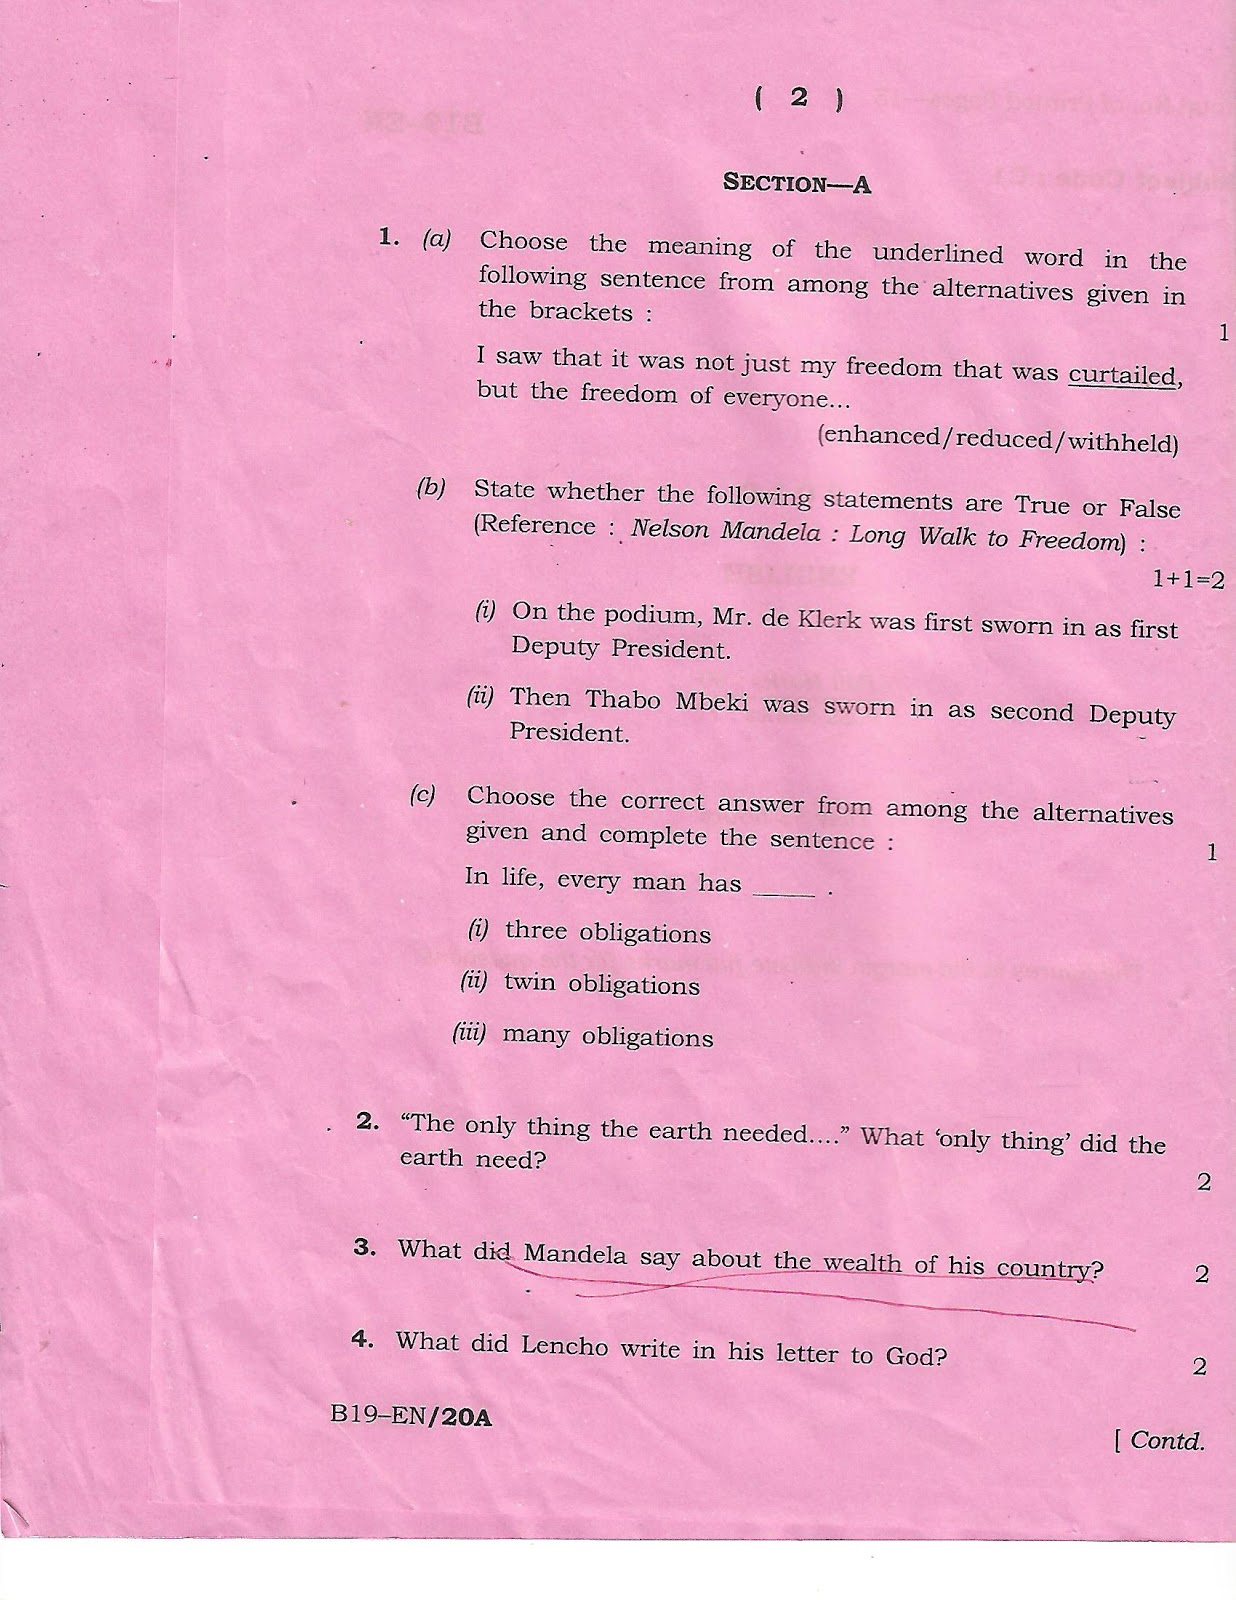 ( 2 )
SECTION—A
1. (a) Choose the meaning of the underlined word in the
following sentence from among the alternatives given in
the brackets :
1
I saw that it was not just my freedom that was curtailed,
but the freedom of everyone...
(enhanced/reduced/withheld)
(b) State whether the following statements are True or False
(Reference : Nelson Mandela : Long Walk to Freedom) :
1+1=2
(i) On the podium, Mr. de Klerk was first sworn in as first
Deputy President.
(ii) Then Thabo Mbeki was sworn in as second Deputy
President.
(c) Choose the correct answer from among the alternatives
given and complete the sentence :
1
In life, every man has ____ .
(i) three obligations
(ii) twin obligations
(iii) many obligations
2. “The only thing the earth needed....” What ‘only thing’ did the
earth need?
2
3. What did Mandela say about the wealth of his country?
2
4. What did Lencho write in his letter to God?
2
B19–EN/20A
[ Contd.